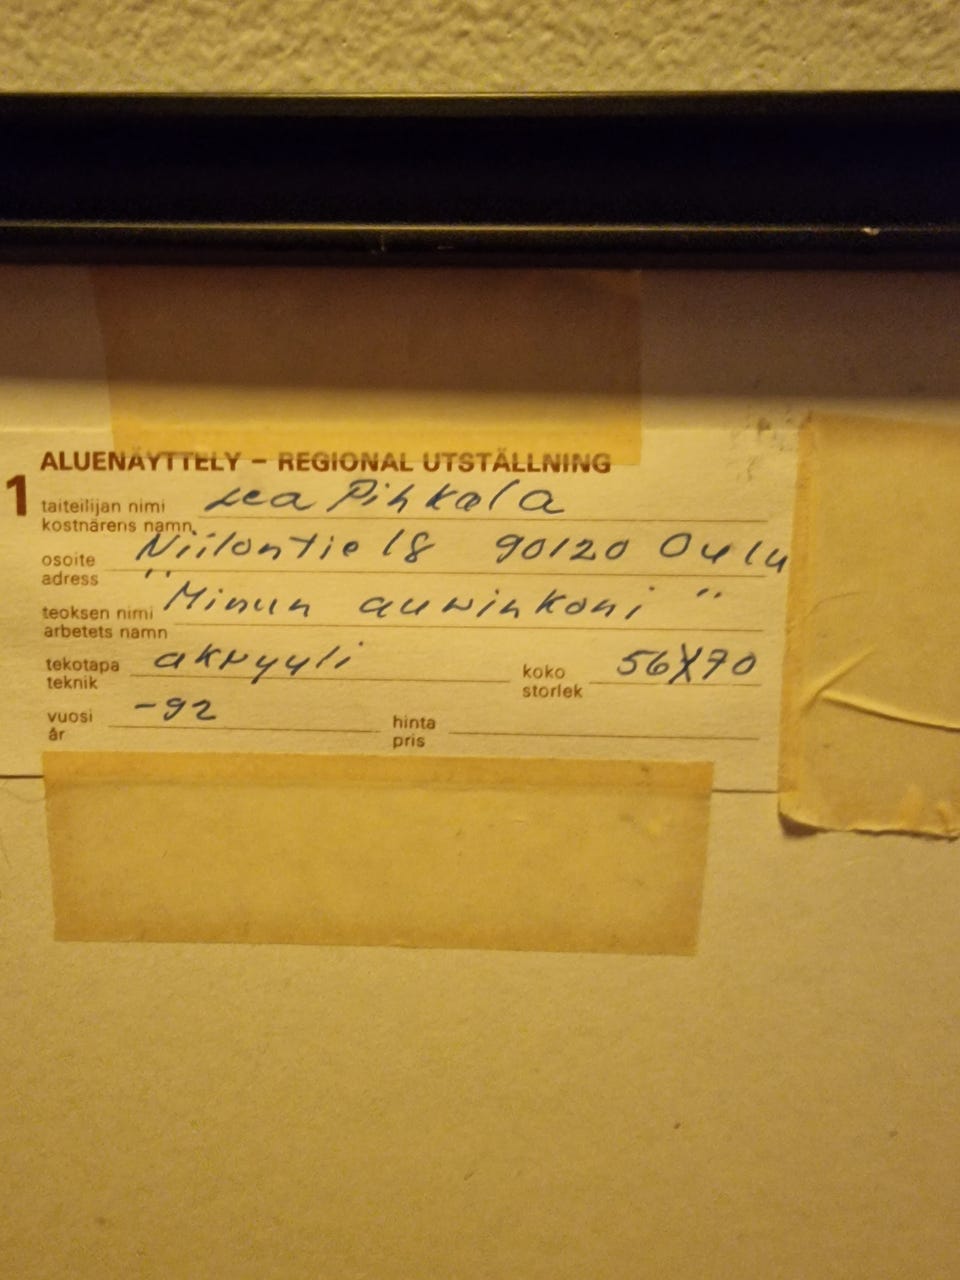 ALUENÄYTTELY – REGIONAL UTSTÄLLNING
1
taiteilijan nimi Lea Pihkala
kostnärens namn
osoite Niilontie 18 90120 Oulu
adress
teoksen nimi "Minun aurinkoni"
arbetets namn
tekotapa akryyli koko 56X70
teknik storlek
vuosi -92 hinta
år pris